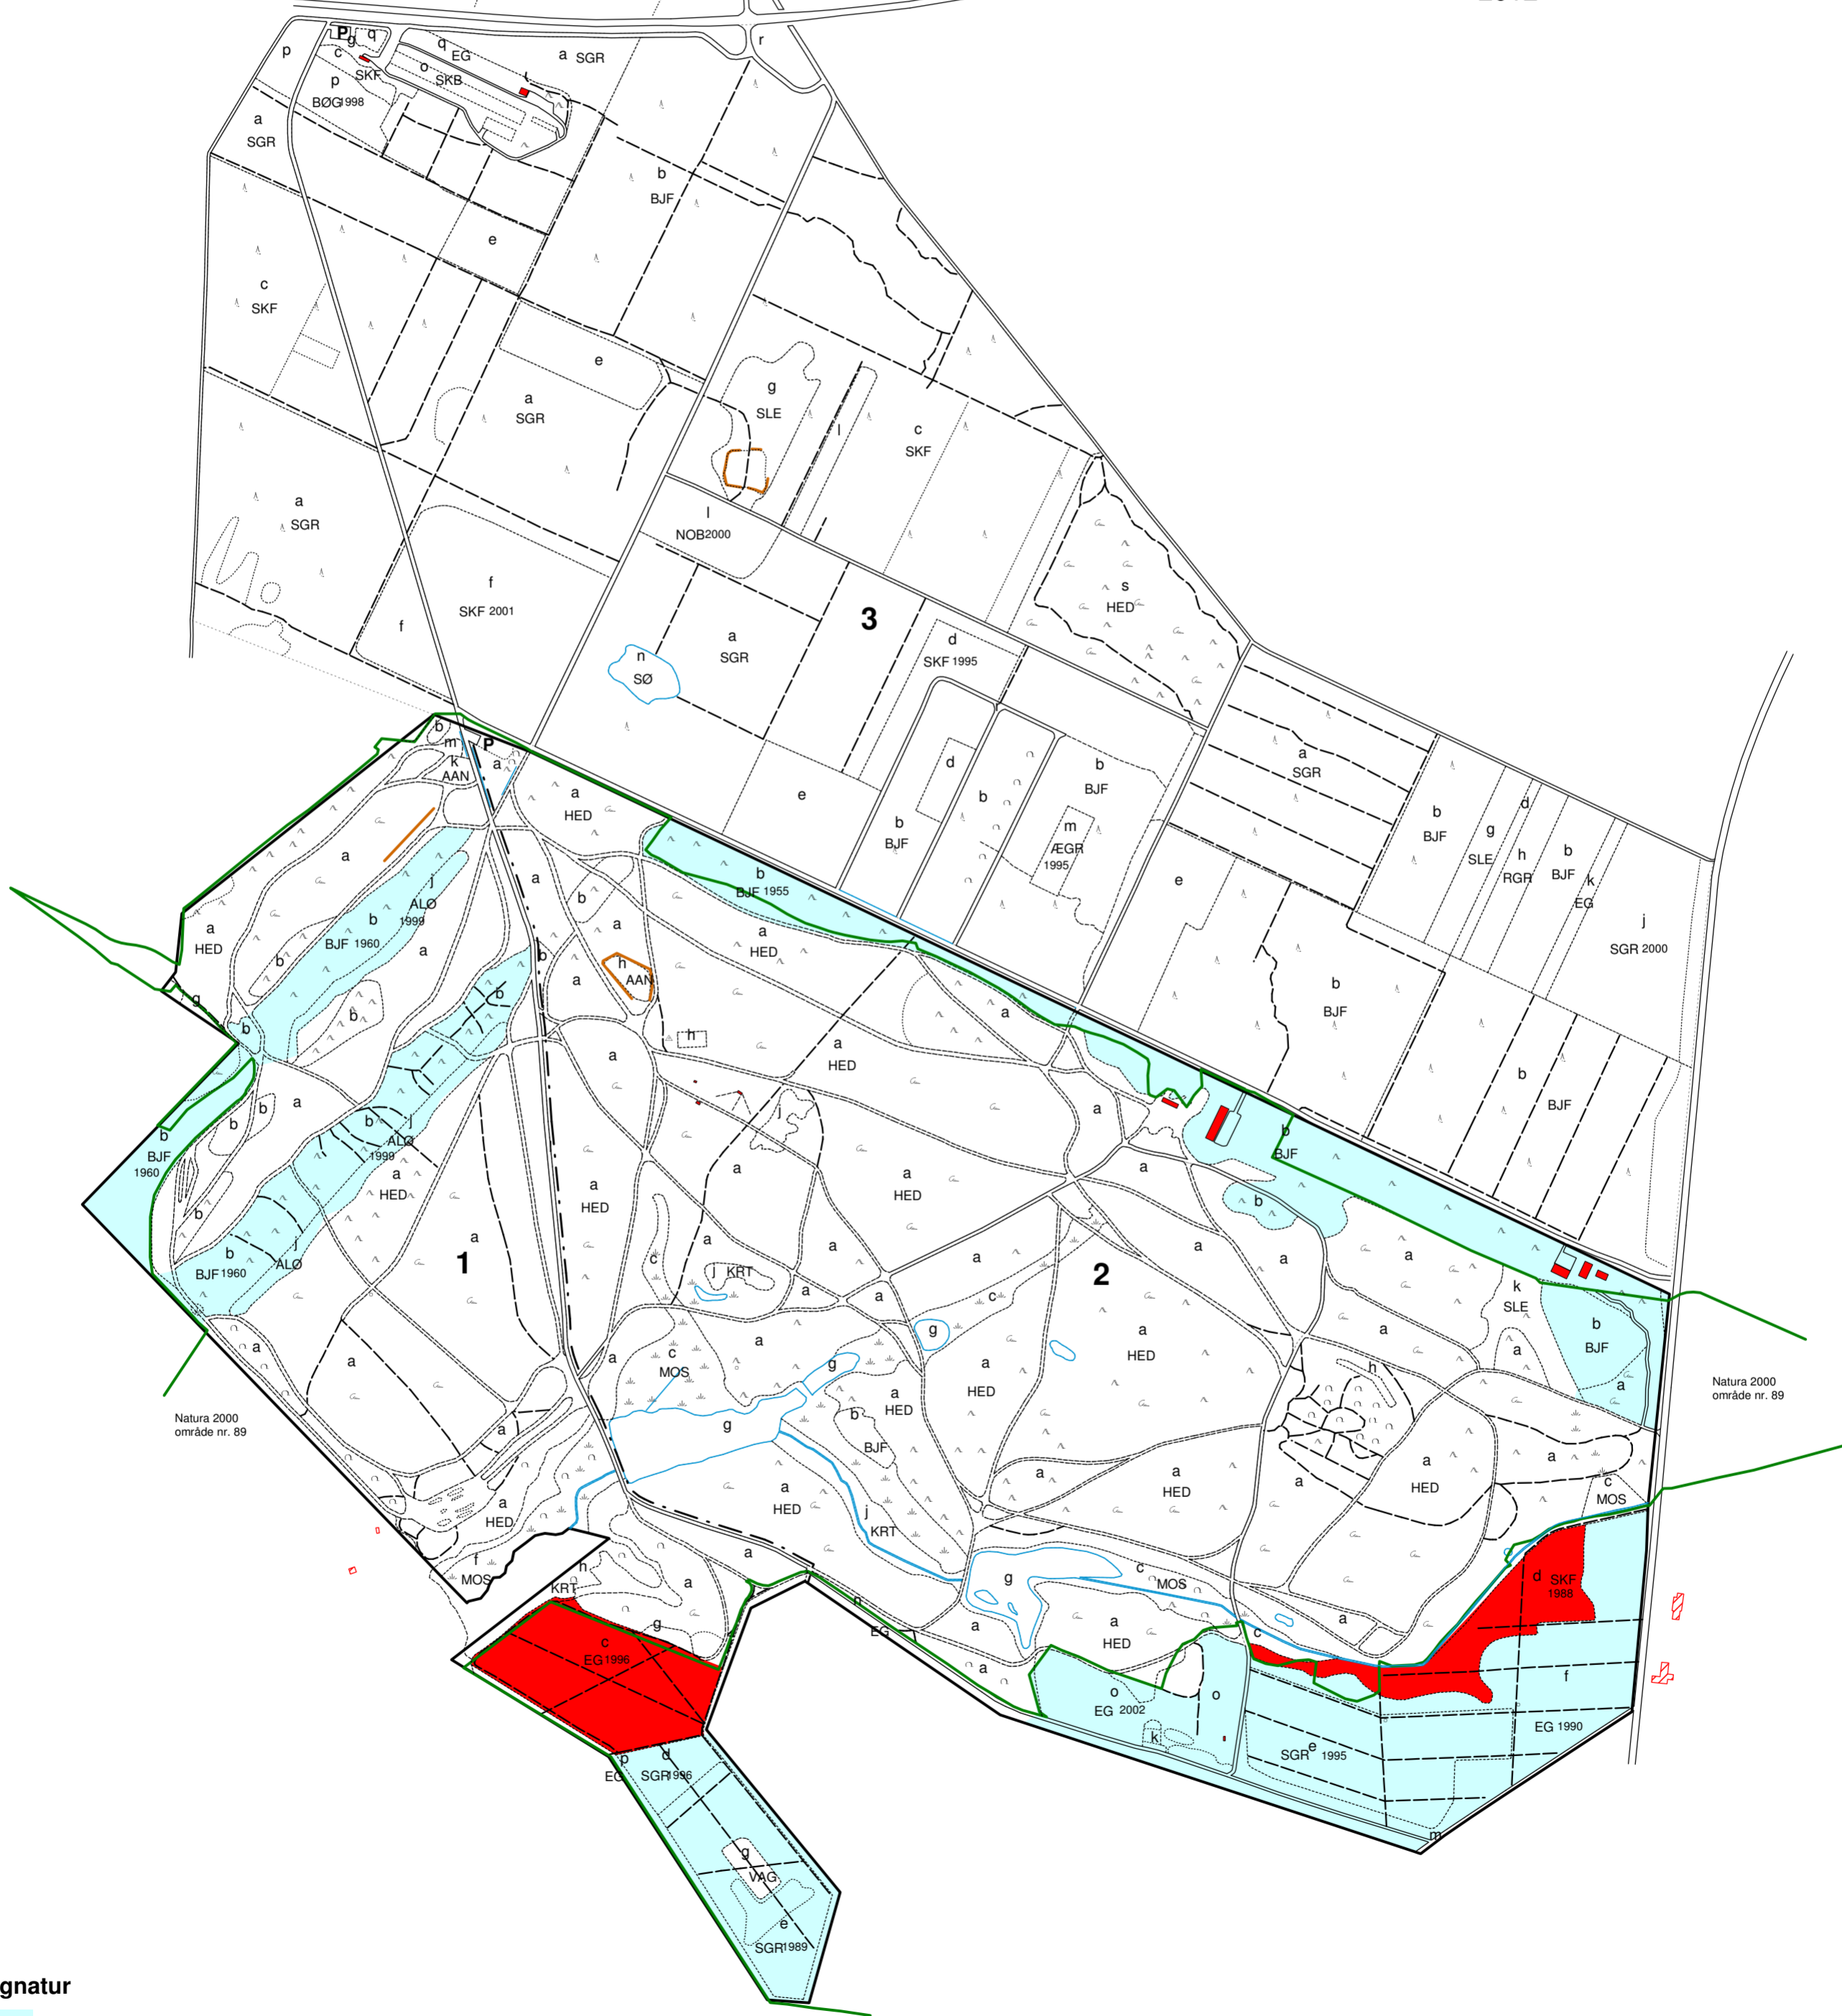 P
g
q
p
c
SKF
q
EG
o
SKB
a SGR
r
p
BØG 1998
a
SGR
b
BJF
e
c
SKF
e
a
SGR
g
SLE
l
c
SKF
a
SGR
l
NOB 2000
f
SKF 2001
f
s
HED
3
n
SØ
a
SGR
d
SKF 1995
b
m
k
AAN
P
a
a
HED
d
b
b
BJF
e
b
BJF
m
ÆGR
1995
a
SGR
b
BJF
g
SLE
d
h
RGR
b
BJF
k
EG
j
SGR 2000
e
a
j
ALØ
1999
b
BJF 1960
a
HED
a
b
a
b
a
b
BJF 1955
a
HED
b
h
AAN
a
b
b
b
g
b
h
a
a
HED
a
b
BJF
b
BJF
a
b
b
a
b
BJF
1960
b
j
ALØ
1999
a
HED
a
HED
j
a
a
HED
a
a
b
BJF
b
b
b
BJF 1960
j
ALØ
a
1
c
a
j KRT
a
a
a
a
c
2
a
a
a
k
SLE
b
BJF
a
a
a
a
a
c
MOS
a
g
g
a
HED
a
HED
a
HED
a
h
a
Natura 2000
område nr. 89
Natura 2000
område nr. 89
a
g
b
BJF
a
HED
j
KRT
a
a
HED
a
a
HED
a
c
MOS
a
HED
f
MOS
h
KRT
a
a
g
c
MOS
a
HED
a
a
a
c
d SKF
1988
g
c
EG 1996
n
EG
o
EG 2002
o
k
f
EG 1990
SGR e 1995
m
p
EG
d
SGR 1996
g
VAG
e
SGR 1989
gnatur